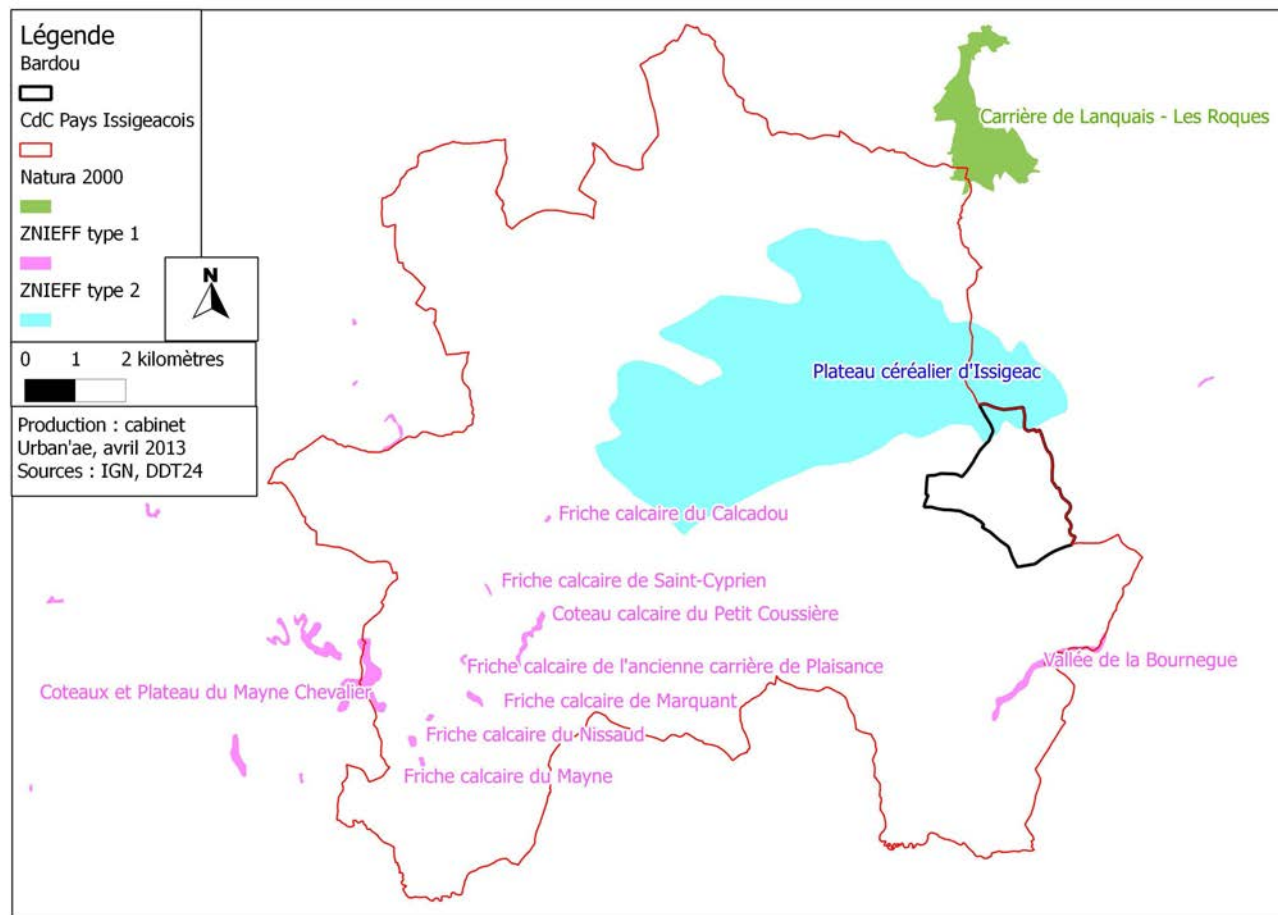 Légende
Bardou
CdC Pays Issigeacois
Natura 2000
ZNIEFF type 1
ZNIEFF type 2
N
0 1 2 kilomètres
Production : cabinet
Urban'ae, avril 2013
Sources : IGN, DDT24
Carrière de Lanquais - Les Roques
Plateau céréalier d'Issigeac
Friche calcaire du Calcadou
Friche calcaire de Saint-Cyprien
Coteau calcaire du Petit Coussière
Friche calcaire de l'ancienne carrière de Plaisance
Vallée de la Bournegue
Coteaux et Plateau du Mayne Chevalier
Friche calcaire de Marquant
Friche calcaire du Nissaud
Friche calcaire du Mayne